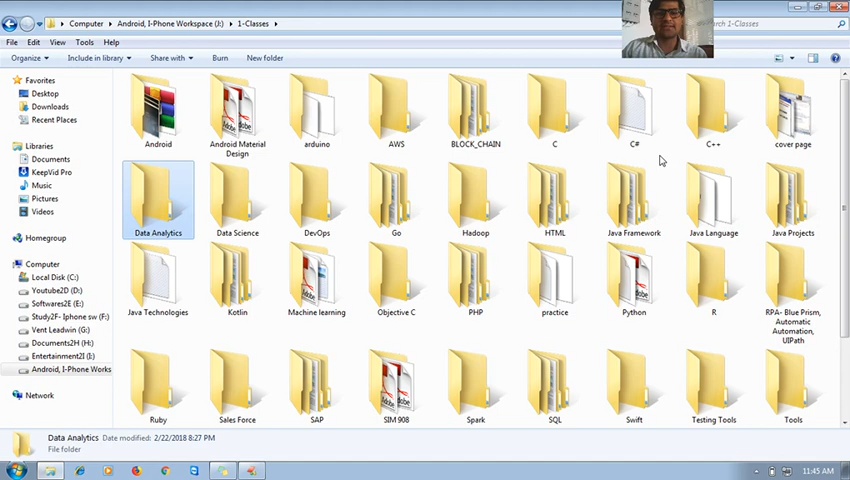 Computer ▸ Android, I-Phone Workspace (J:) ▸ 1-Classes ▸
Search 1-Classes
File Edit View Tools Help
Organize Include in library Share with Burn New folder
Favorites
Desktop
Downloads
Recent Places
Libraries
Documents
KeepVid Pro
Music
Pictures
Videos
Homegroup
Computer
Local Disk (C:)
Youtube2D (D:)
Softwares2E (E:)
Study2F- Iphone sw (F:)
Vent Leadwin (G:)
Documents2H (H:)
Entertainment2I (I:)
Android, I-Phone Works
Network
Android
Android Material
Design
arduino
AWS
BLOCK_CHAIN
C
C#
C++
cover page
Data Analytics
Data Science
DevOps
Go
Hadoop
HTML
Java Framework
Java Language
Java Projects
Java Technologies
Kotlin
Machine learning
Objective C
PHP
practice
Python
R
RPA- Blue Prism,
Automatic
Automation,
UIPath
Ruby
Sales Force
SAP
SIM 908
Spark
SQL
Swift
Testing Tools
Tools
Data Analytics Date modified: 2/22/2018 8:27 PM
File folder
11:45 AM